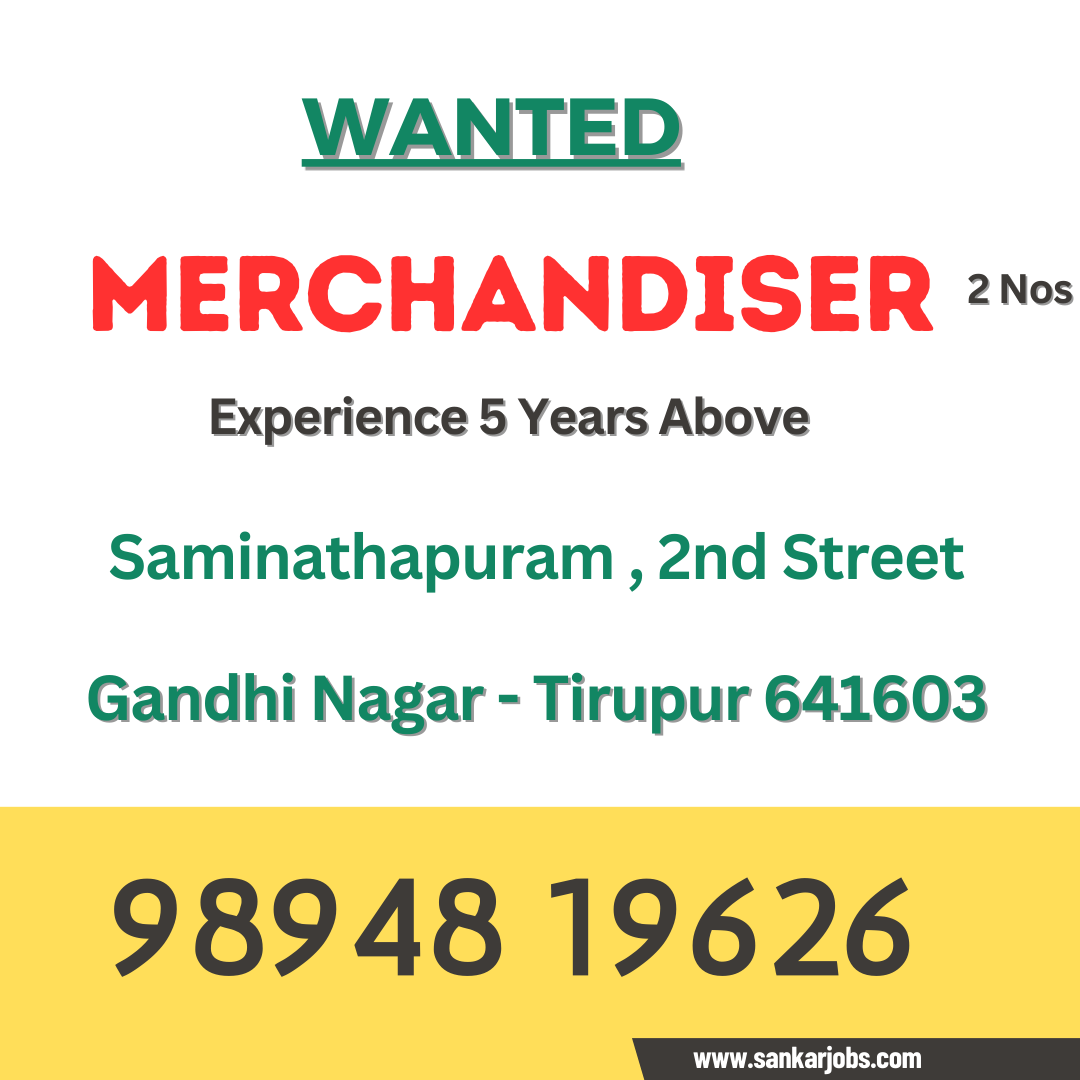 WANTED
MERCHANDISER 2 Nos
Experience 5 Years Above
Saminathapuram , 2nd Street
Gandhi Nagar - Tirupur 641603
98948 19626
www.sankarjobs.com